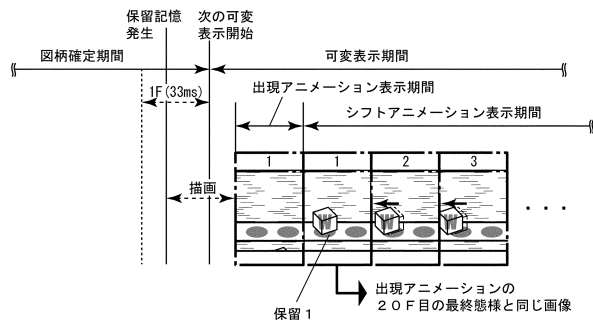 保留記憶
発生
次の可変
表示開始
図柄確定期間
可変表示期間
1F(33ms)
出現アニメーション表示期間
シフトアニメーション表示期間
1
1
2
3
描画
W
W
W
・・・
保留1
出現アニメーションの
20F目の最終態様と同じ画像